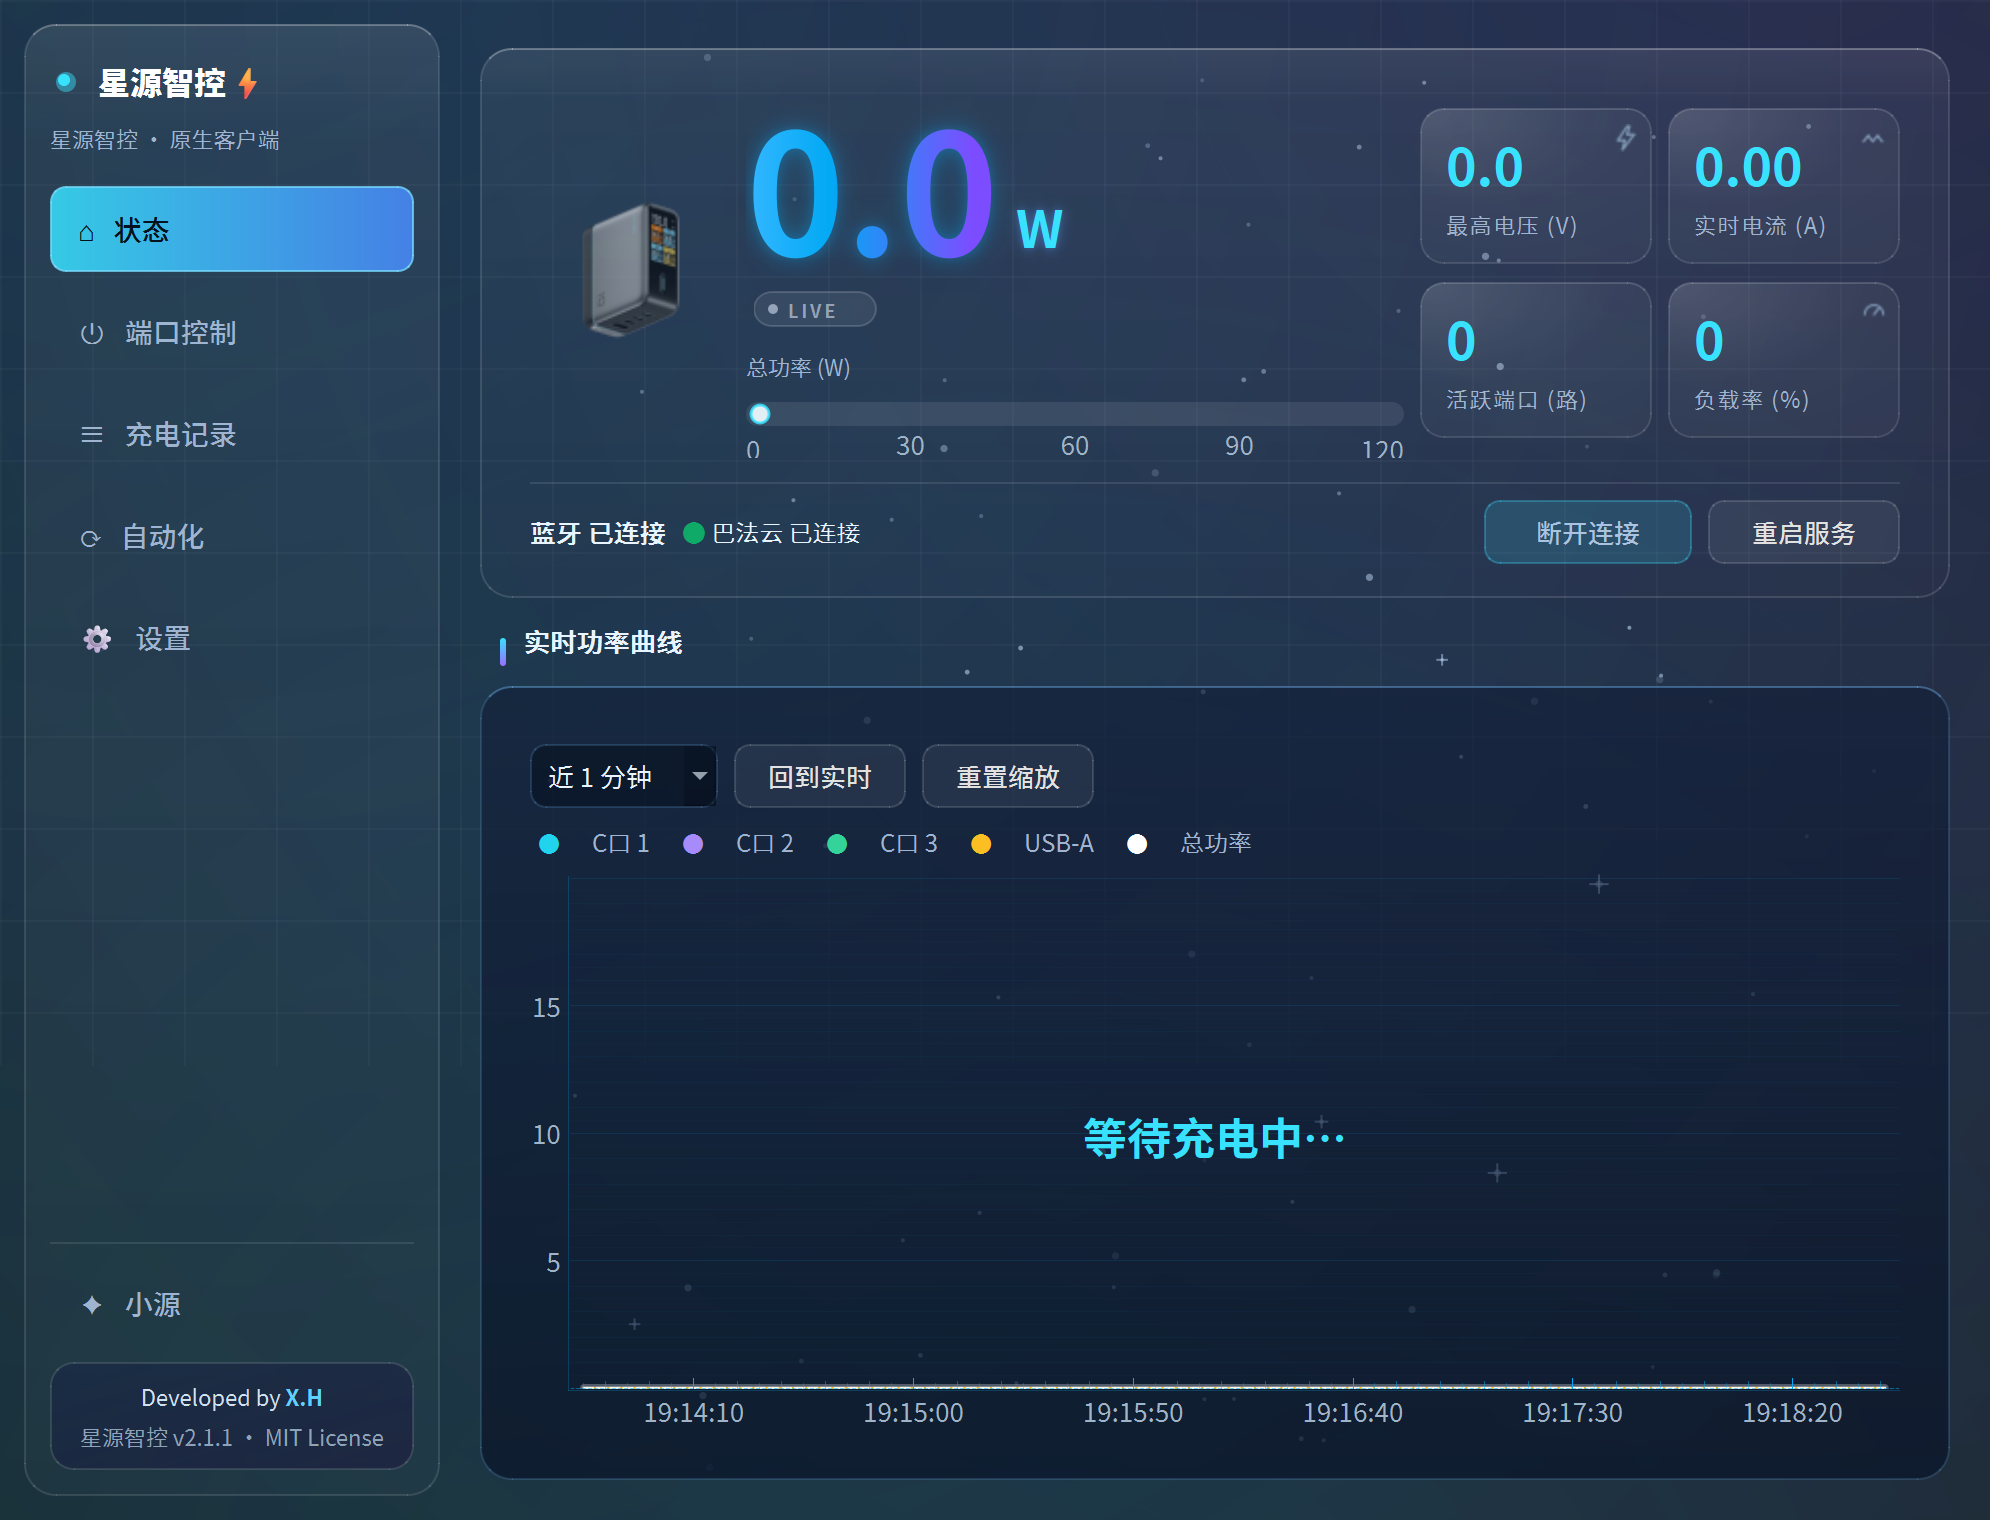 星源智控⚡
星源智控 • 原生客户端
状态
端口控制
充电记录
自动化
设置
小源
Developed by X.H
星源智控 v2.1.1 • MIT License
0.0 W
LIVE
总功率 (W)
0 30 60 90 120
0.0
最高电压 (V)
0.00
实时电流 (A)
0
活跃端口 (路)
0
负载率 (%)
蓝牙 已连接 巴法云 已连接
断开连接
重启服务
实时功率曲线
近 1 分钟
回到实时
重置缩放
C口 1 C口 2 C口 3 USB-A 总功率
15
10
5
等待充电中…
19:14:10 19:15:00 19:15:50 19:16:40 19:17:30 19:18:20